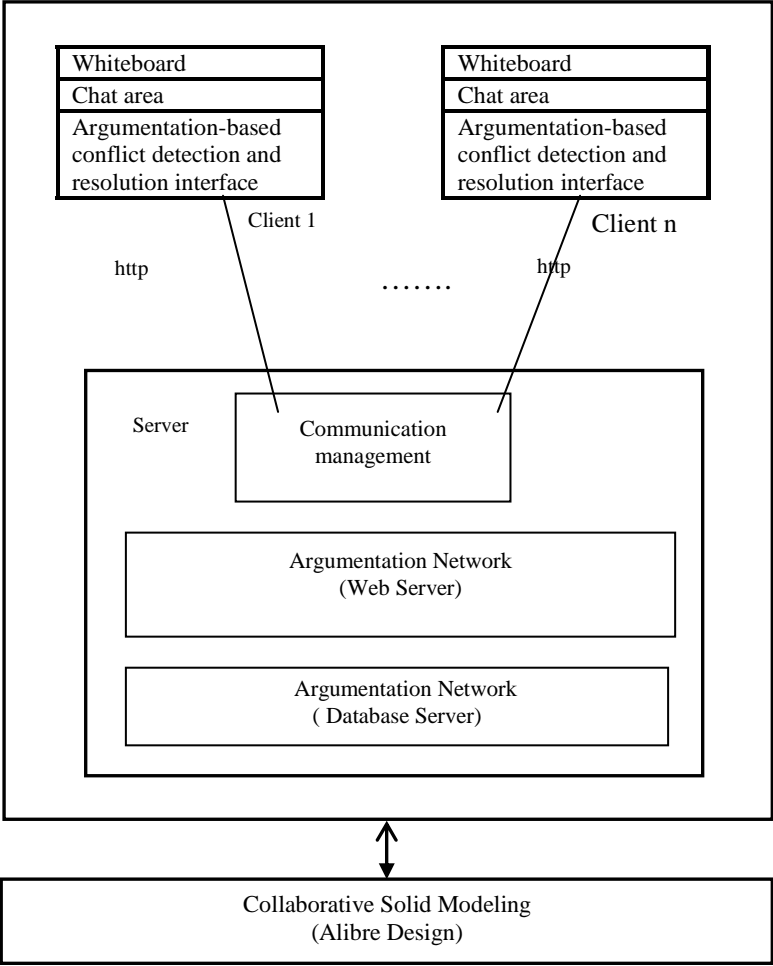 Whiteboard
Chat area
Argumentation-based
conflict detection and
resolution interface
Whiteboard
Chat area
Argumentation-based
conflict detection and
resolution interface
Client 1
Client n
http
.......
http
Server
Communication
management
Argumentation Network
(Web Server)
Argumentation Network
( Database Server)
Collaborative Solid Modeling
(Alibre Design)